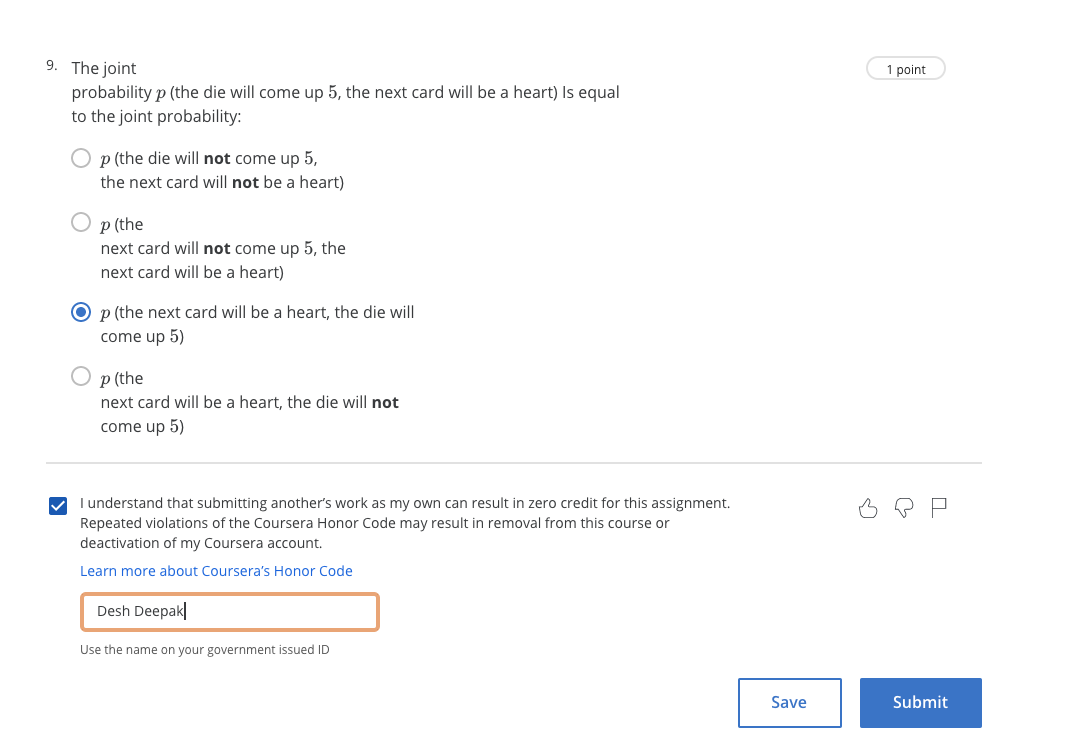 9. The joint
1 point
probability p (the die will come up 5, the next card will be a heart) Is equal
to the joint probability:
p (the die will not come up 5,
the next card will not be a heart)
p (the
next card will not come up 5, the
next card will be a heart)
p (the next card will be a heart, the die will
come up 5)
p (the
next card will be a heart, the die will not
come up 5)
I understand that submitting another's work as my own can result in zero credit for this assignment.
Repeated violations of the Coursera Honor Code may result in removal from this course or
deactivation of my Coursera account.
Learn more about Coursera's Honor Code
Desh Deepak
Use the name on your government issued ID
Save
Submit